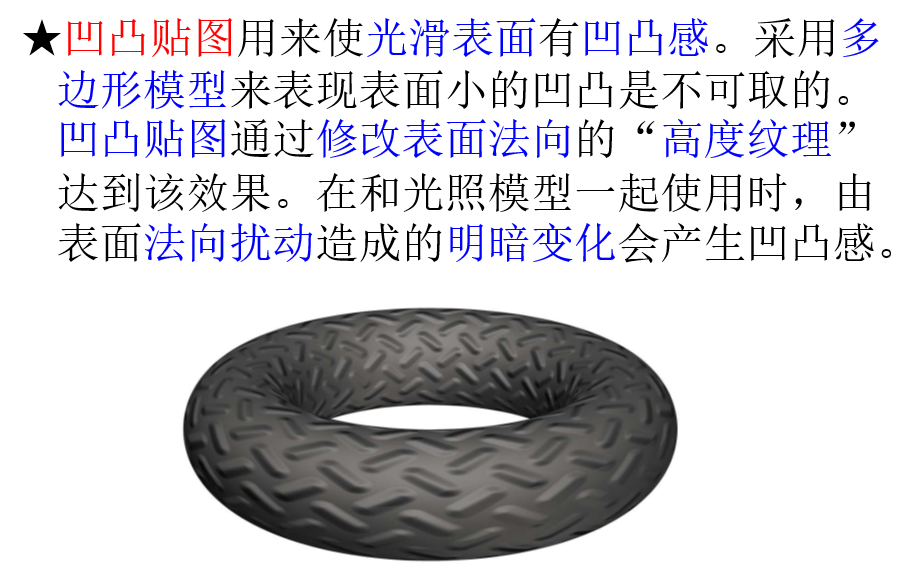 ★凹凸贴图用来使光滑表面有凹凸感。采用多
边形模型来表现表面小的凹凸是不可取的。
凹凸贴图通过修改表面法向的“高度纹理”
达到该效果。在和光照模型一起使用时，由
表面法向扰动造成的明暗变化会产生凹凸感。